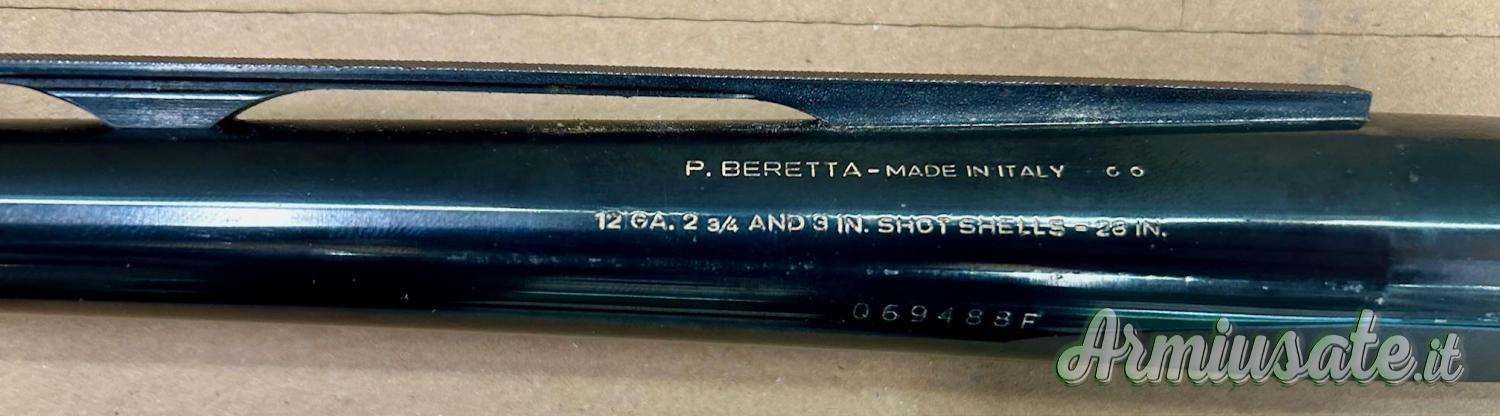 P. BERETTA - MADE IN ITALY
12 GA. 2 3/4 AND 3 IN. SHOT SHELLS - 28 IN.
Q69488F
Armiusate.it